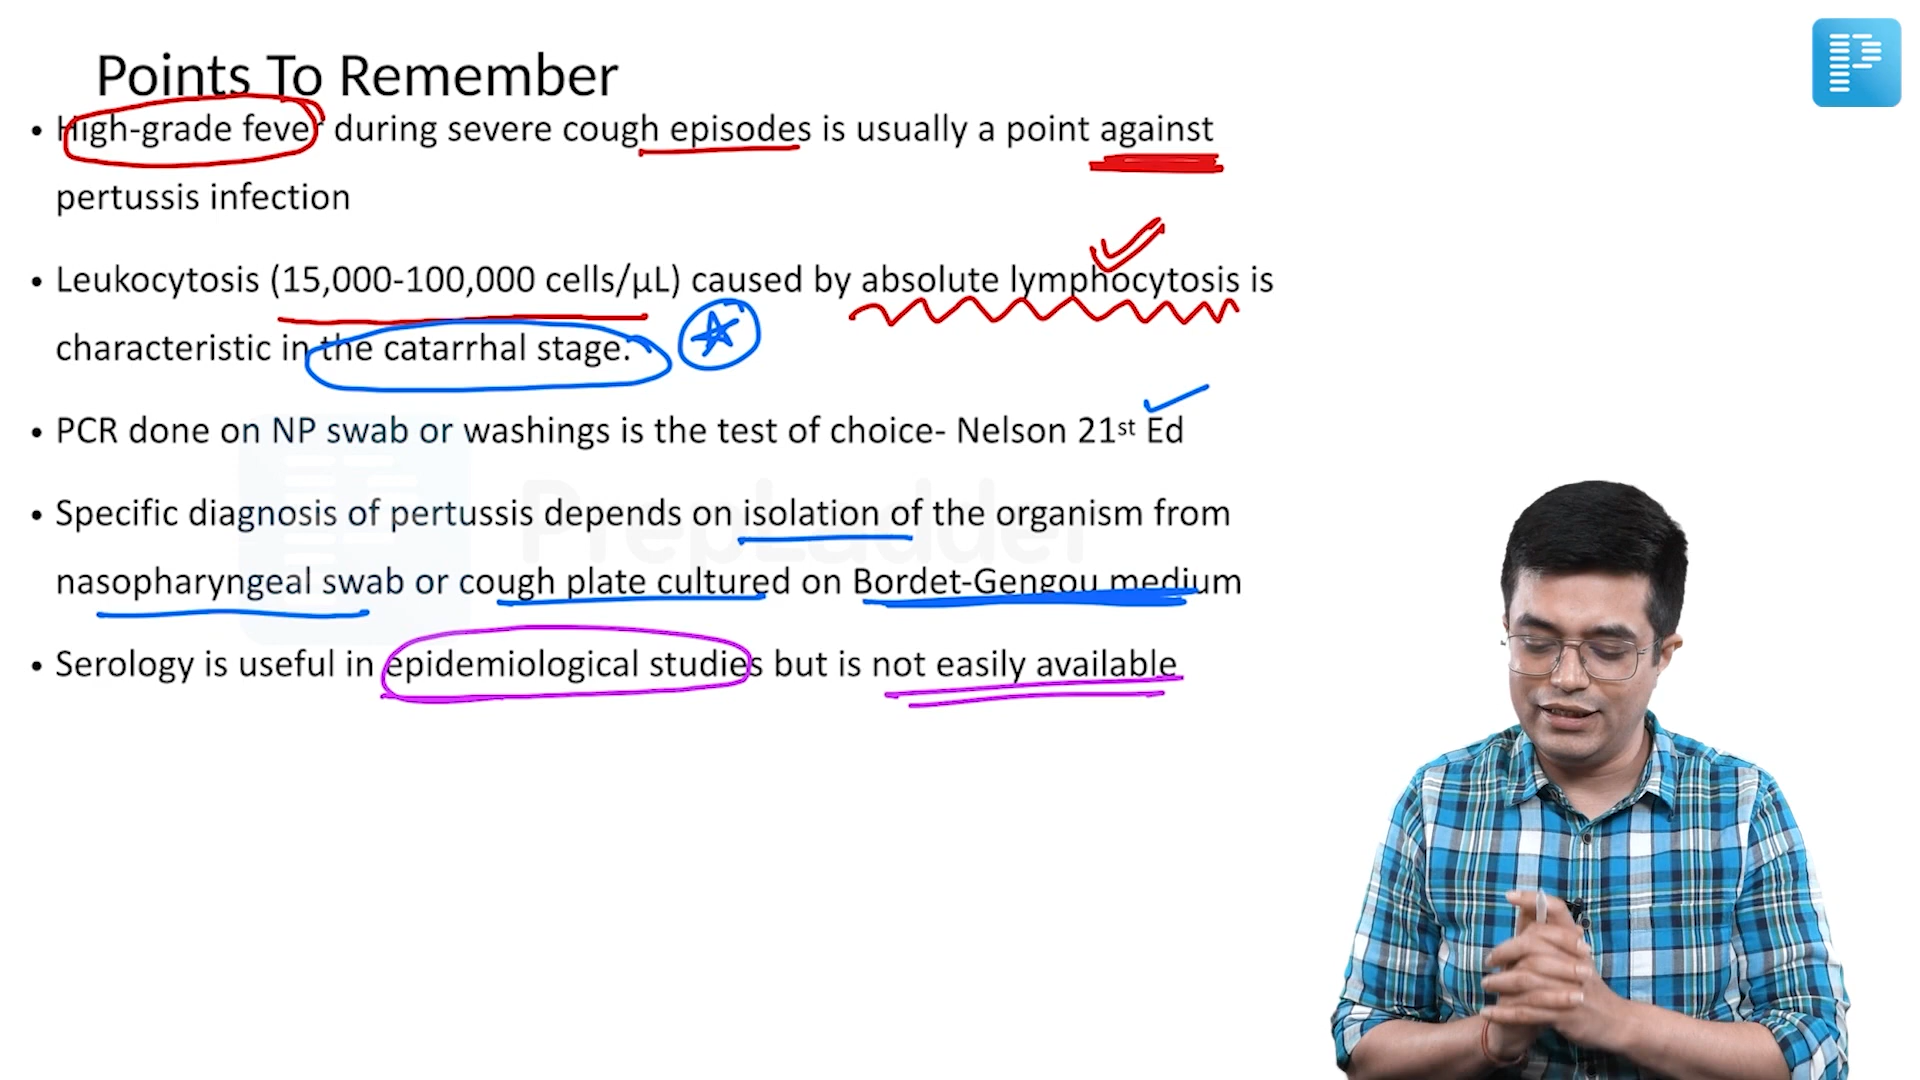 Points To Remember
• High-grade fever during severe cough episodes is usually a point against
pertussis infection
• Leukocytosis (15,000-100,000 cells/μL) caused by absolute lymphocytosis is
characteristic in the catarrhal stage.
• PCR done on NP swab or washings is the test of choice- Nelson 21st Ed
• Specific diagnosis of pertussis depends on isolation of the organism from
nasopharyngeal swab or cough plate cultured on Bordet-Gengou medium
• Serology is useful in epidemiological studies but is not easily available
PrepLadder